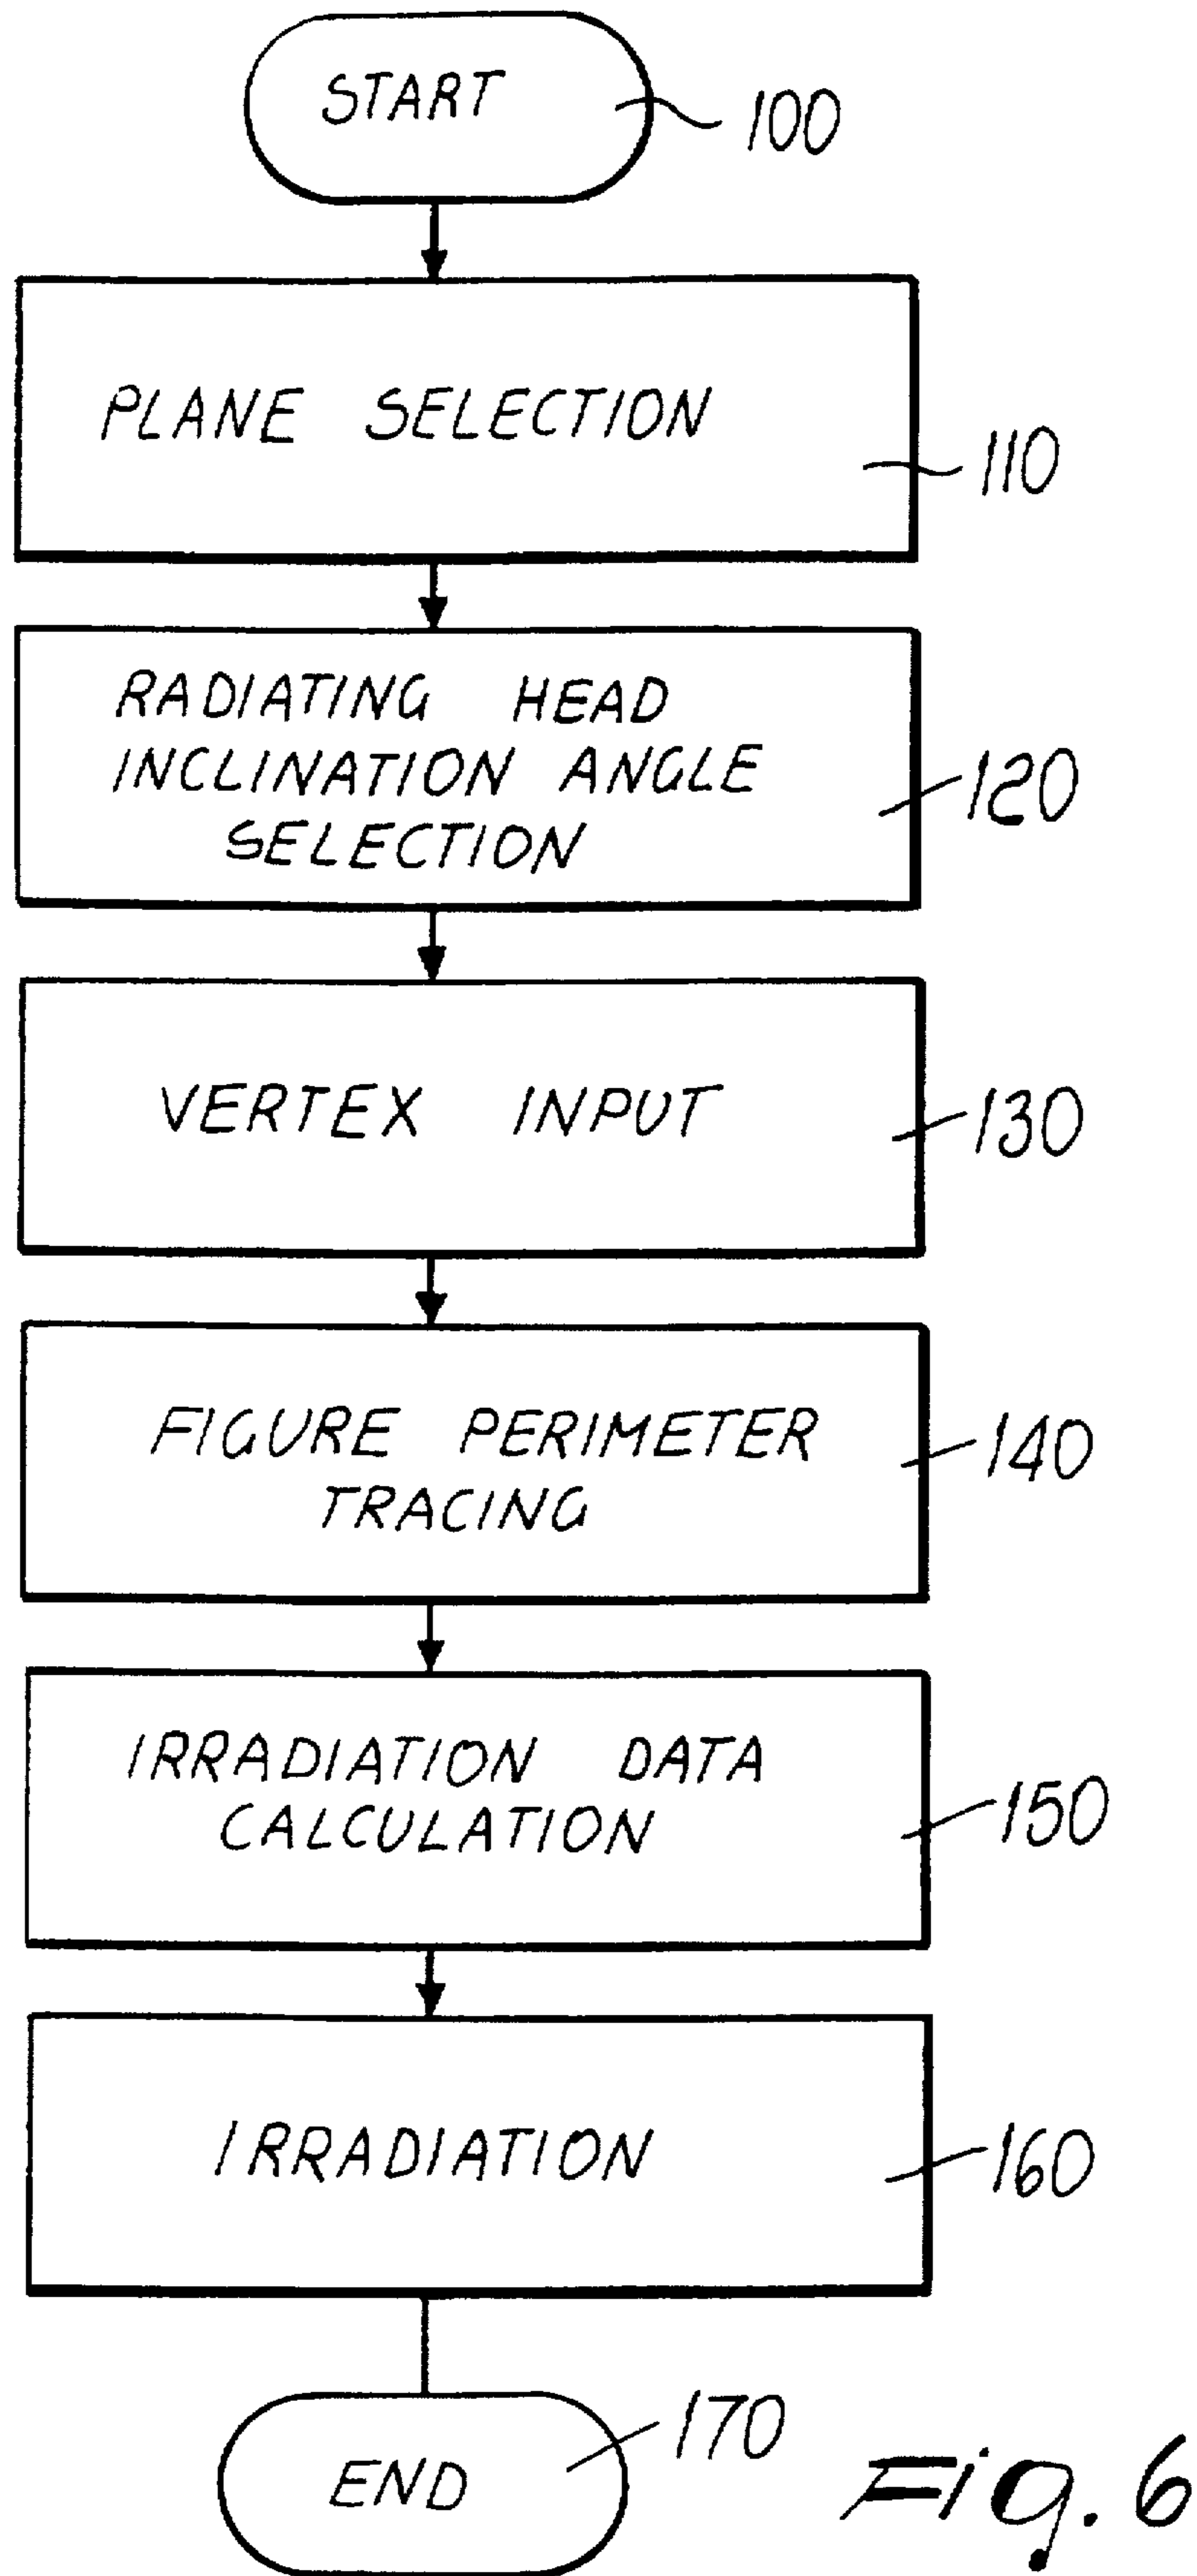 START
100
PLANE SELECTION
110
RADIATING HEAD
INCLINATION ANGLE
SELECTION
120
VERTEX INPUT
130
FIGURE PERIMETER
TRACING
140
IRRADIATION DATA
CALCULATION
150
IRRADIATION
160
END
170
Fig. 6